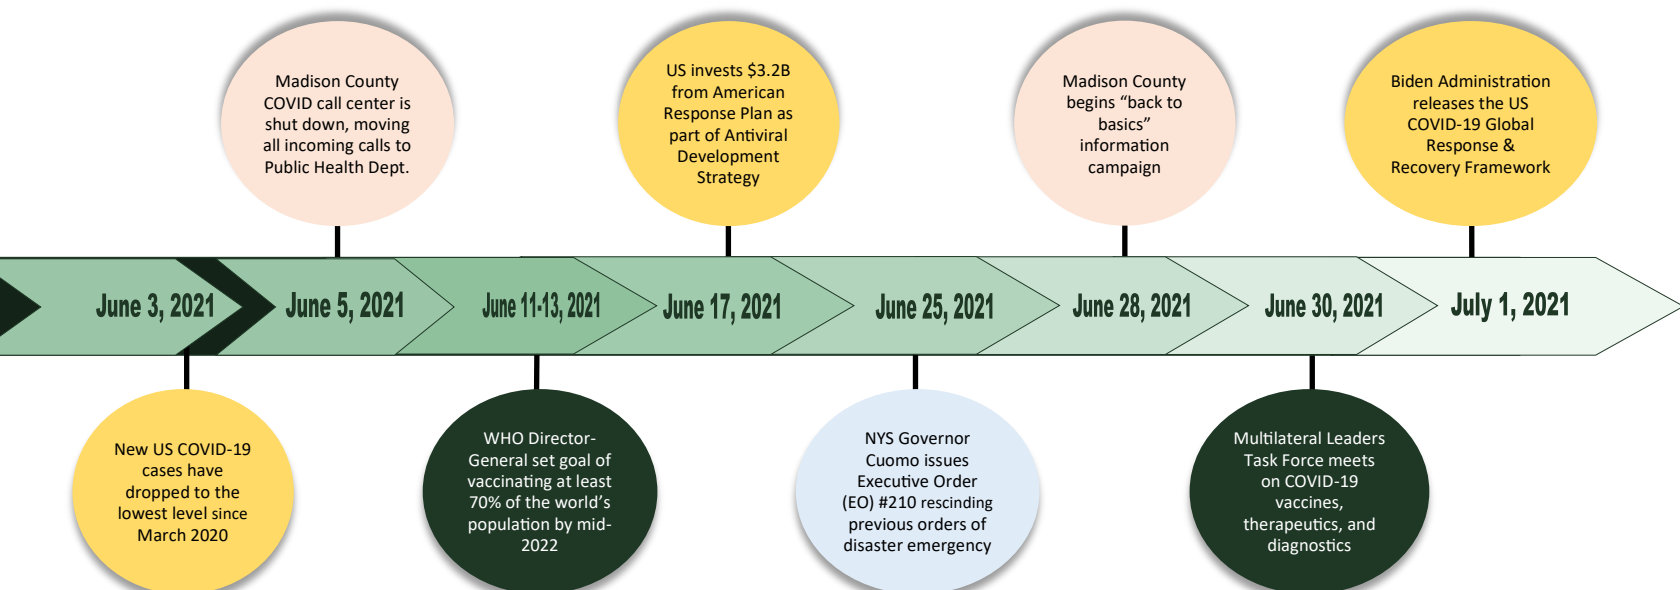 Madison County
COVID call center is
shut down, moving
all incoming calls to
Public Health Dept.
US invests $3.2B
from American
Response Plan as
part of Antiviral
Development
Strategy
Madison County
begins “back to
basics”
information
campaign
Biden Administration
releases the US
COVID-19 Global
Response &
Recovery Framework
June 3, 2021
June 5, 2021
June 11-13, 2021
June 17, 2021
June 25, 2021
June 28, 2021
June 30, 2021
July 1, 2021
New US COVID-19
cases have
dropped to the
lowest level since
March 2020
WHO Director-
General set goal of
vaccinating at least
70% of the world’s
population by mid-
2022
NYS Governor
Cuomo issues
Executive Order
(EO) #210 rescinding
previous orders of
disaster emergency
Multilateral Leaders
Task Force meets
on COVID-19
vaccines,
therapeutics, and
diagnostics